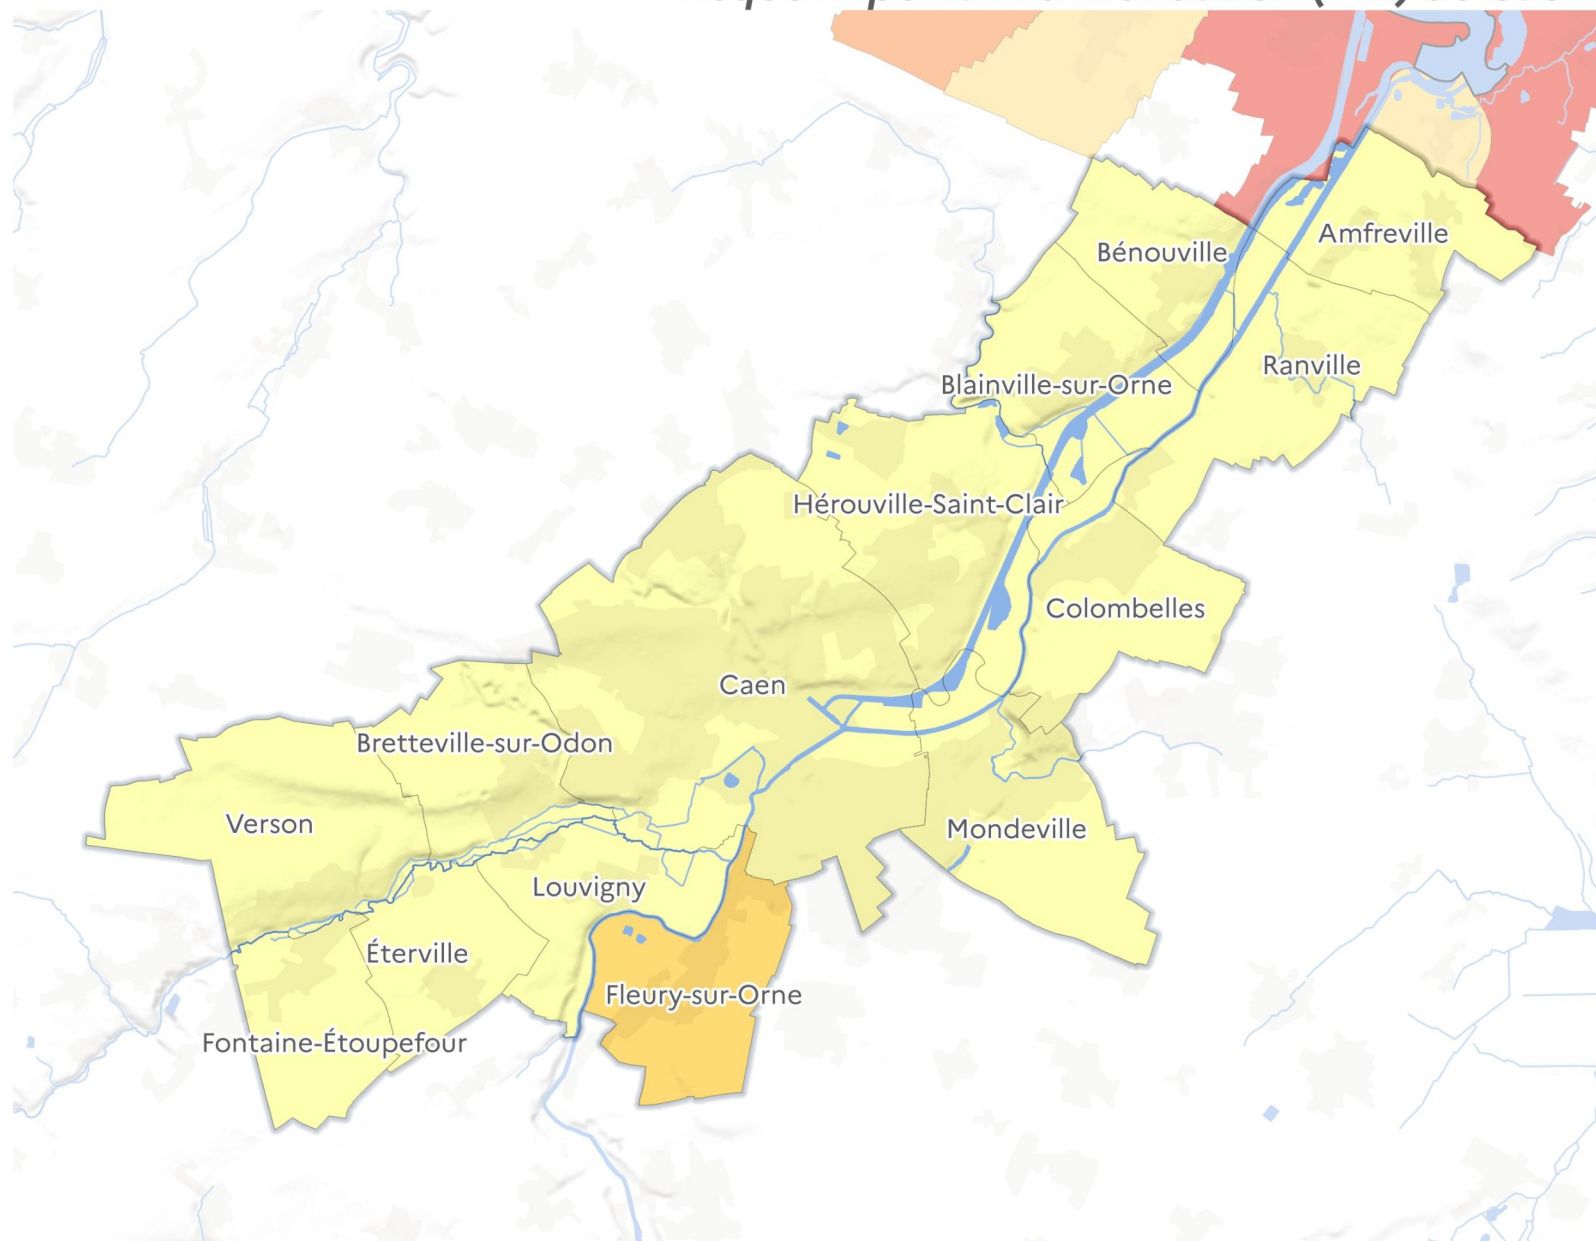 Amfreville
Bénouville
Ranville
Blainville-sur-Orne
Hérouville-Saint-Clair
Colombelles
Caen
Bretteville-sur-Odon
Verson
Mondeville
Louvigny
Éterville
Fleury-sur-Orne
Fontaine-Étoupefour